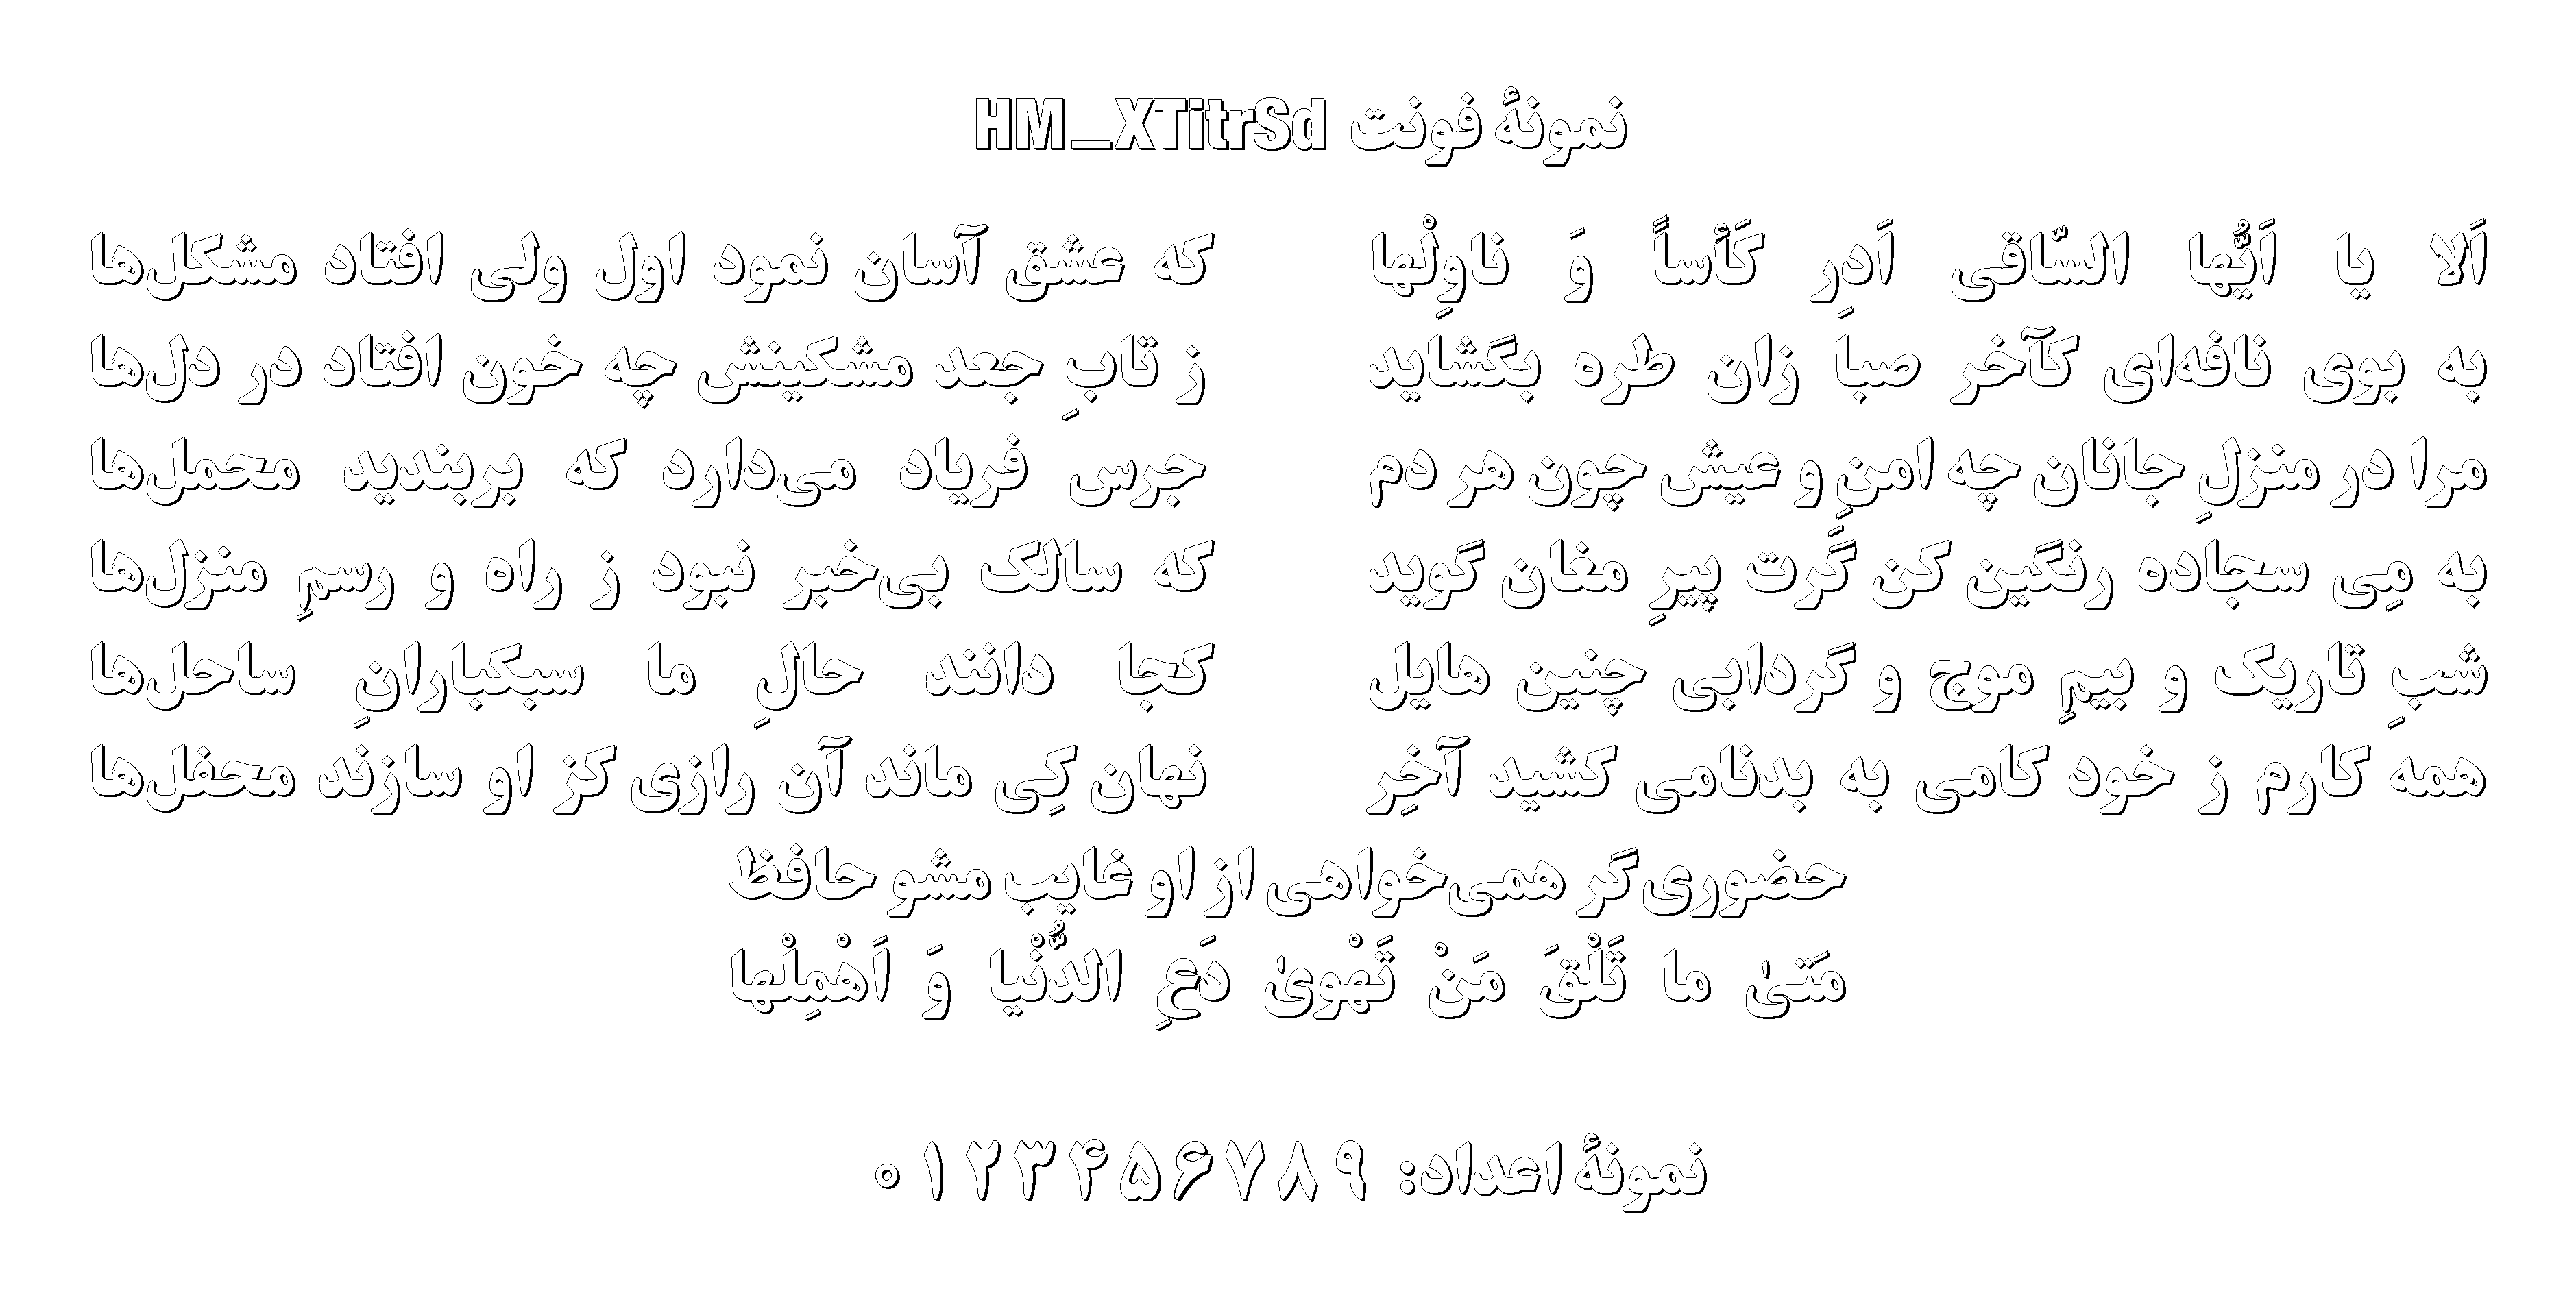 نمونهٔ فونت HM_XTitrSd
اَلا یا اَیُّها السّاقی اَدِر کَأساً وَ ناوِلْها که عشق آسان نمود اول ولی افتاد مشکل‌ها
به بوی نافه‌ای کآخر صبا زان طره بگشاید ز تابِ جعد مشکینش چه خون افتاد در دل‌ها
مرا در منزلِ جانان چه امنِ و عیش چون هر دم جرس فریاد می‌دارد که بربندید محمل‌ها
به مِی سجاده رنگین کن گَرت پیرِ مغان گوید که سالک بی‌خبر نبود ز راه و رسمِ منزل‌ها
شبِ تاریک و بیمِ موج و گردابی چنین هایل کجا دانند حالِ ما سبکبارانِ ساحل‌ها
همه کارم ز خود کامی به بدنامی کشید آخِر نهان کِی ماند آن رازی کز او سازند محفل‌ها
حضوری گر همی‌خواهی از او غایب مشو حافظ
مَتیٰ ما تَلْقَ مَنْ تَهْویٰ دَعِ الدُّنْیا وَ اَهْمِلْها
نمونهٔ اعداد: ۹ ۸ ۷ ۶ ۵ ۴ ۳ ۲ ۱ ۰